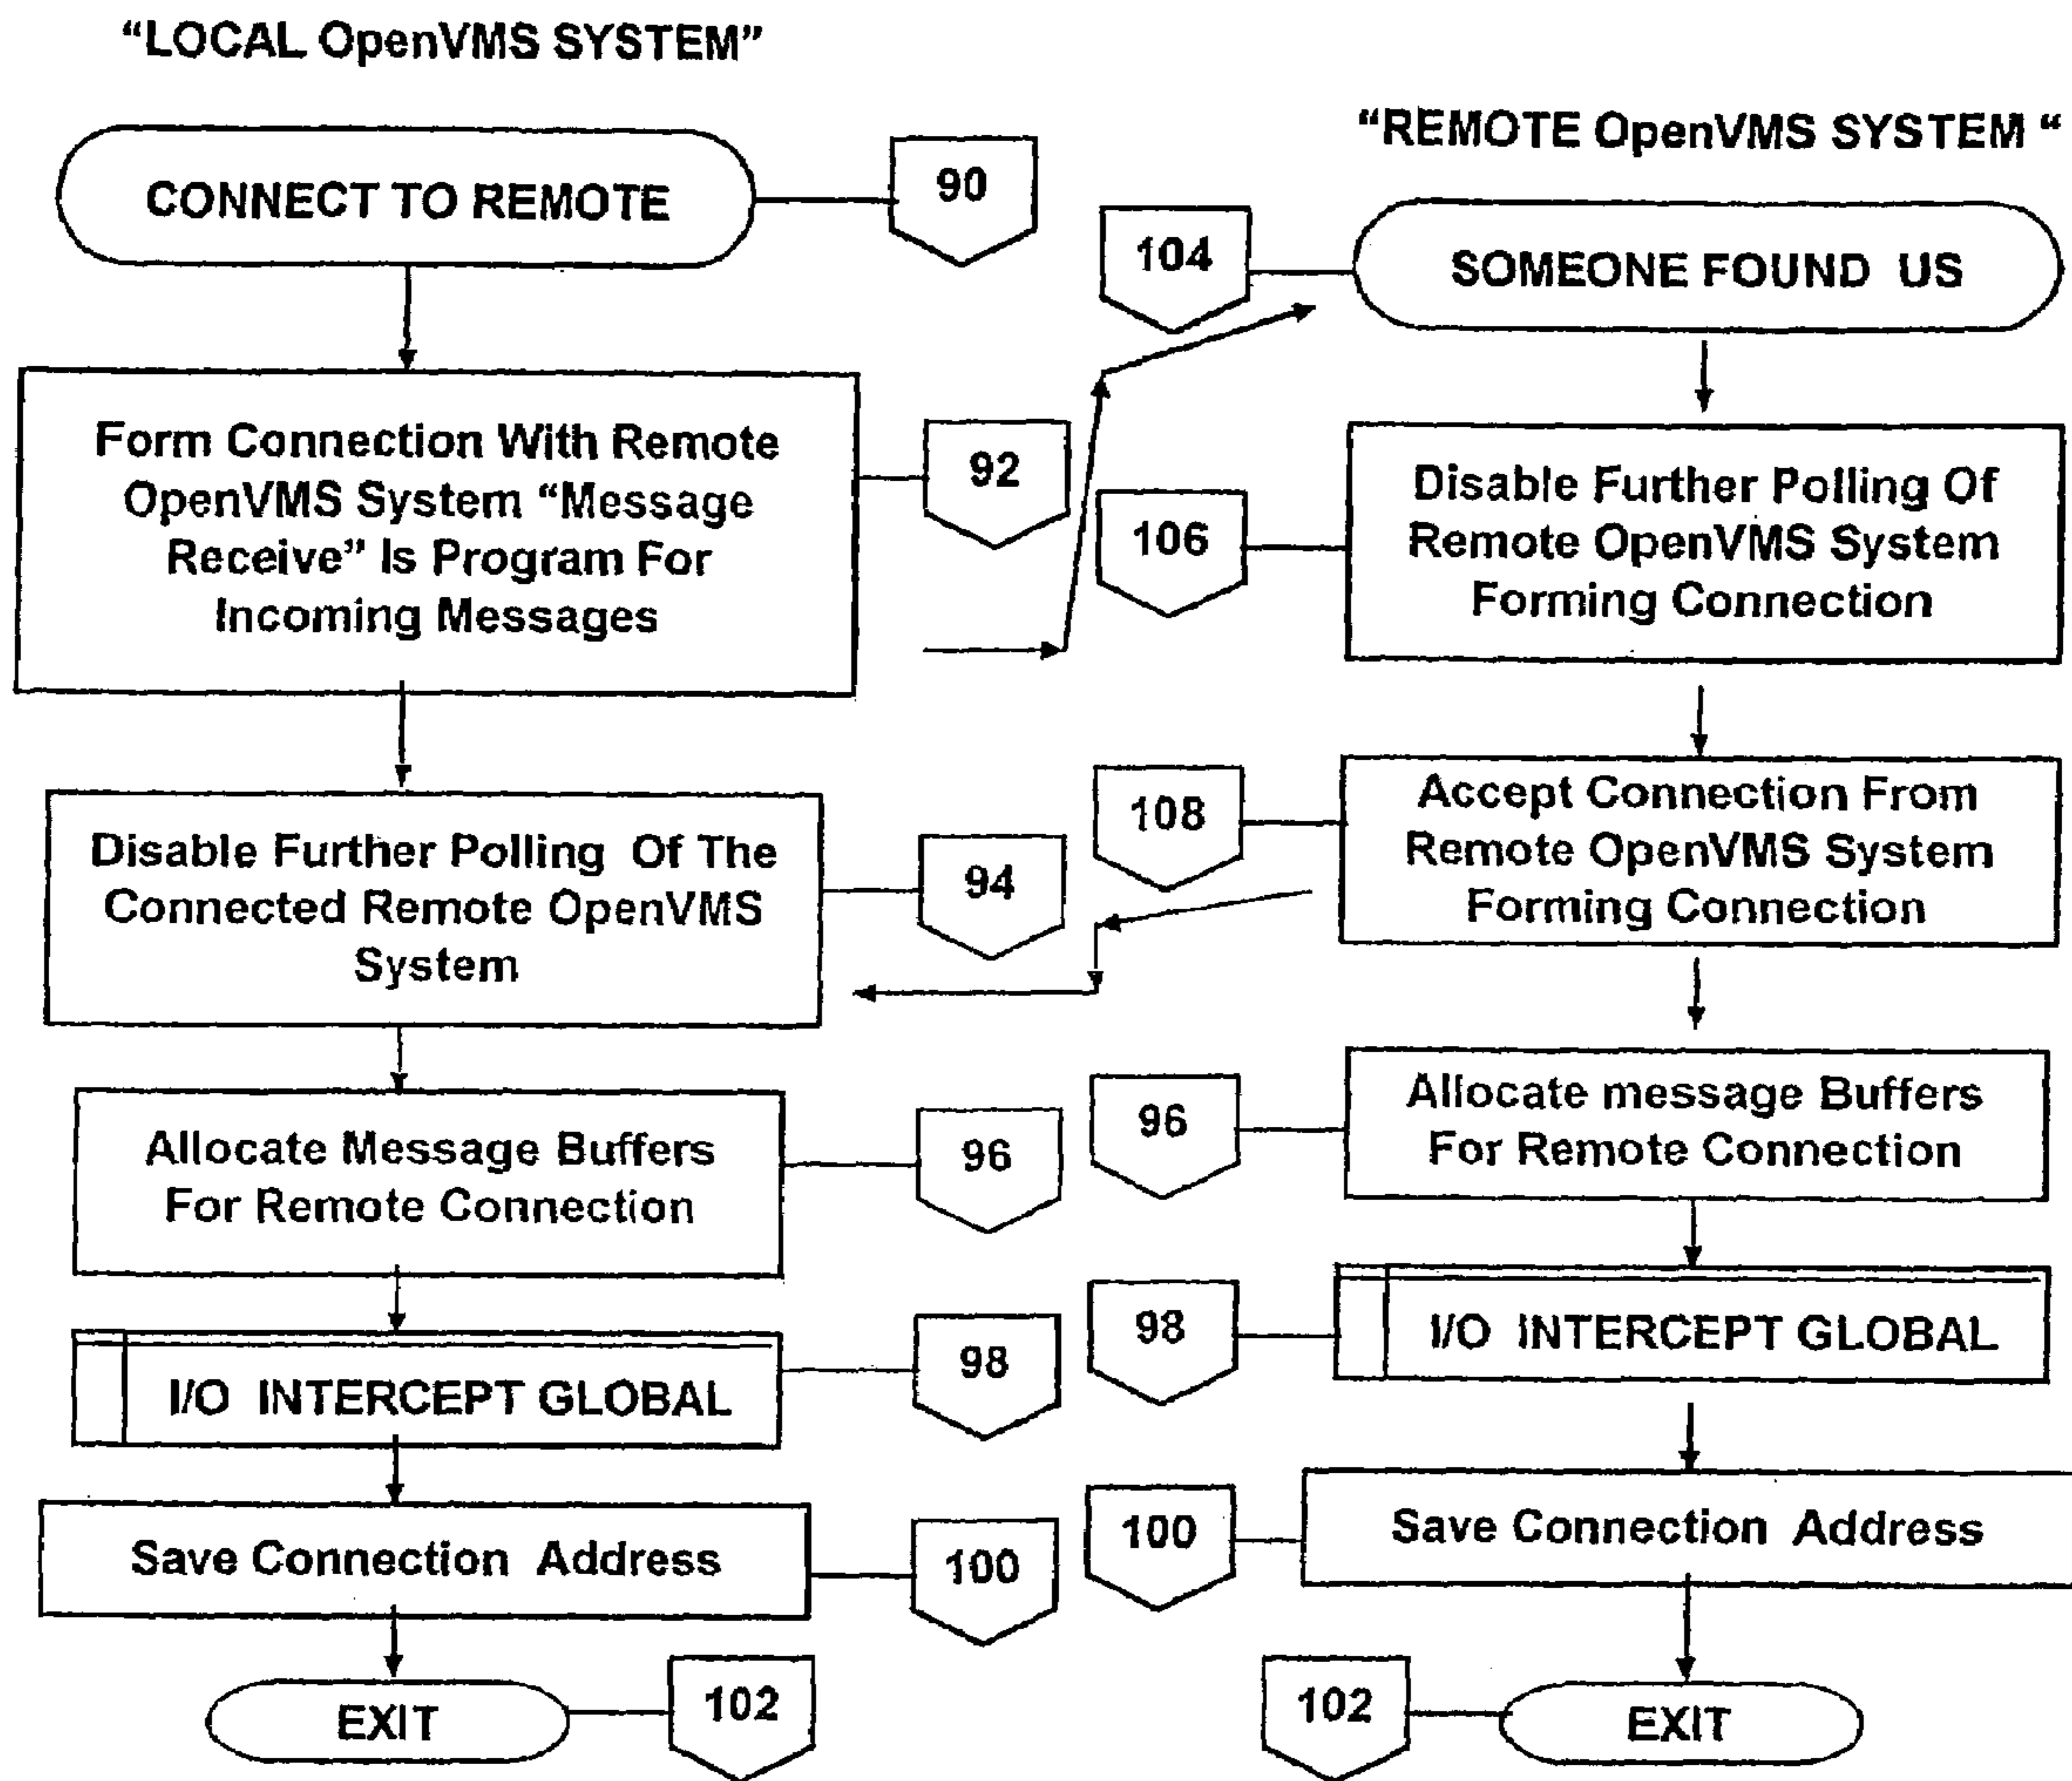 “LOCAL OpenVMS SYSTEM”
CONNECT TO REMOTE
90
Form Connection With Remote
OpenVMS System “Message
Receive” Is Program For
Incoming Messages
92
Disable Further Polling Of The
Connected Remote OpenVMS
System
94
Allocate Message Buffers
For Remote Connection
96
I/O INTERCEPT GLOBAL
98
Save Connection Address
100
EXIT
102
“REMOTE OpenVMS SYSTEM “
104
SOMEONE FOUND US
106
Disable Further Polling Of
Remote OpenVMS System
Forming Connection
108
Accept Connection From
Remote OpenVMS System
Forming Connection
96
Allocate message Buffers
For Remote Connection
98
I/O INTERCEPT GLOBAL
100
Save Connection Address
102
EXIT